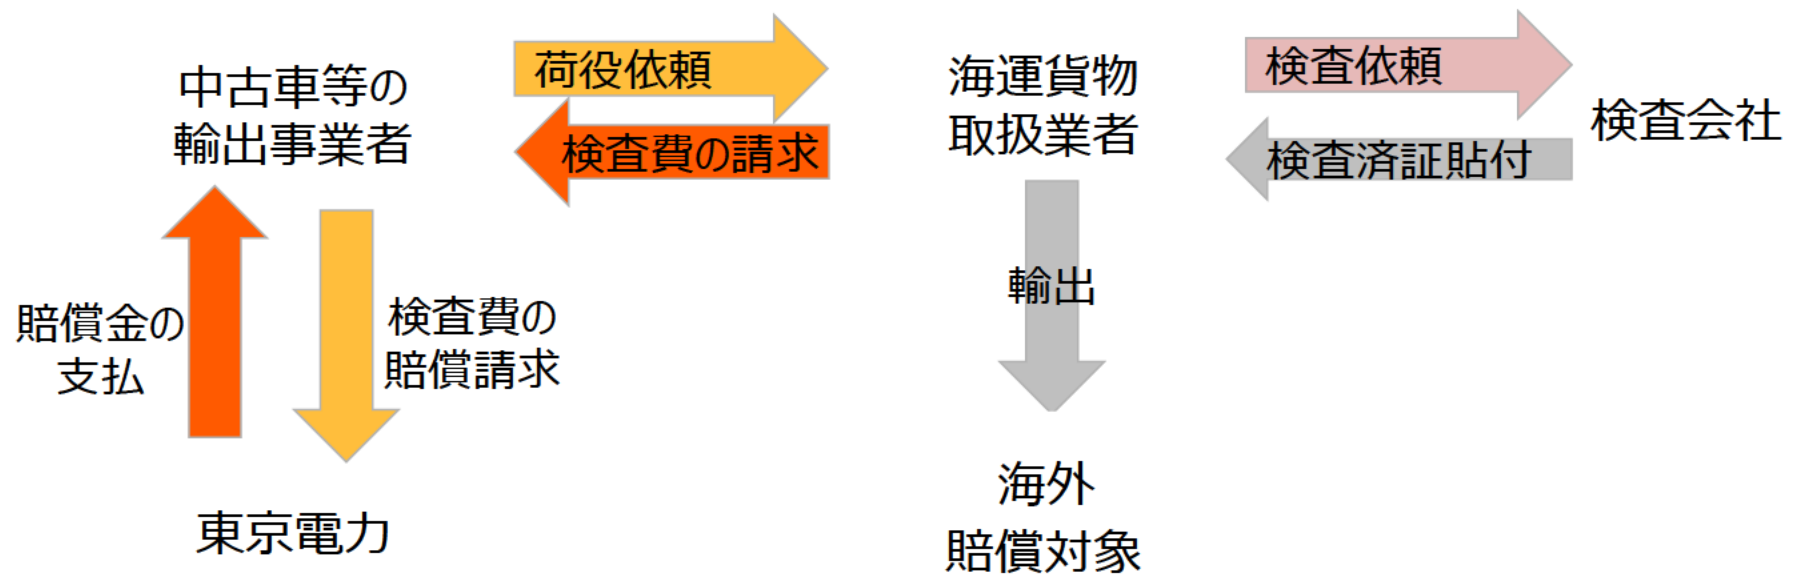 中古車等の
輸出事業者
荷役依頼
検査費の請求
海運貨物
取扱業者
検査依頼
検査済証貼付
検査会社
賠償金の
支払
検査費の
賠償請求
輸出
東京電力
海外
賠償対象